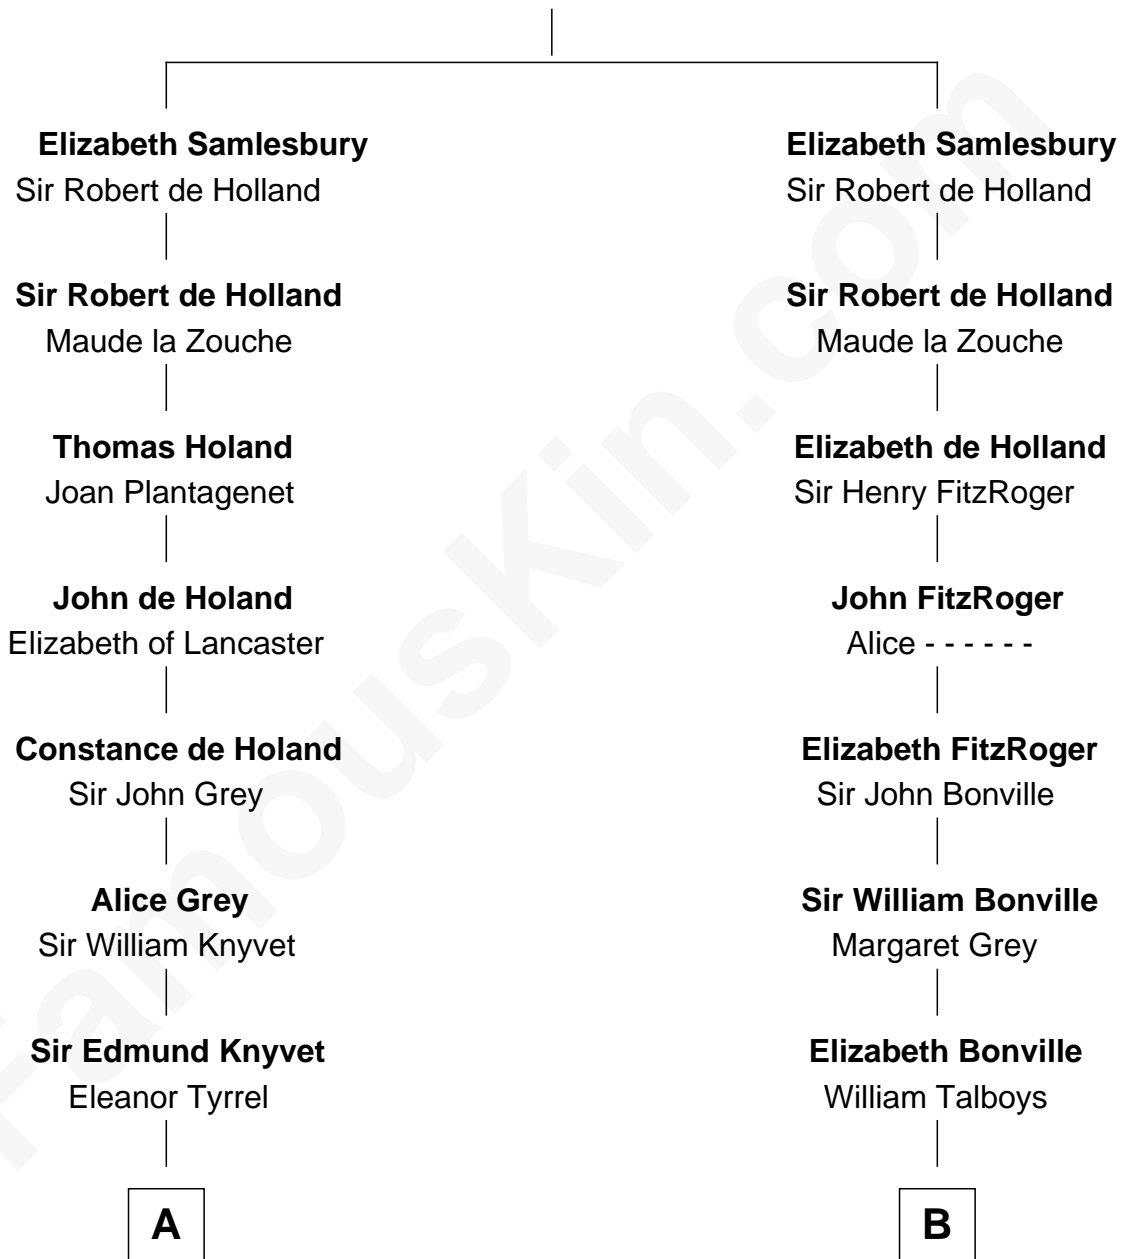 Elizabeth Samlesbury
Sir Robert de Holland
Sir Robert de Holland
Maude la Zouche
Thomas Holand
Joan Plantagenet
John de Holand
Elizabeth of Lancaster
Constance de Holand
Sir John Grey
Alice Grey
Sir William Knyvet
Sir Edmund Knyvet
Eleanor Tyrrel
A
Elizabeth Samlesbury
Sir Robert de Holland
Sir Robert de Holland
Maude la Zouche
Elizabeth de Holland
Sir Henry FitzRoger
John FitzRoger
Alice - - - - - -
Elizabeth FitzRoger
Sir John Bonville
Sir William Bonville
Margaret Grey
Elizabeth Bonville
William Talboys
B
FamousKin.com